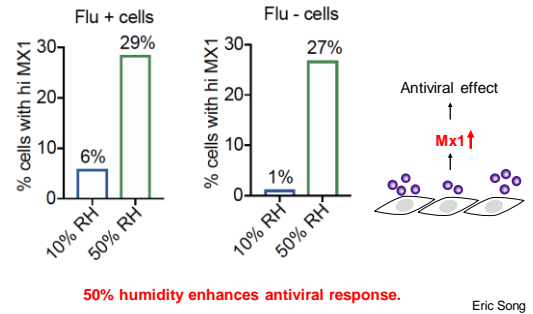 Flu + cells
% cells with hi MX1
30
20
10
0
6%
29%
10% RH
50% RH
Flu - cells
% cells with hi MX1
30
20
10
0
1%
27%
10% RH
50% RH
Antiviral effect
Mx1
50% humidity enhances antiviral response.
Eric Song